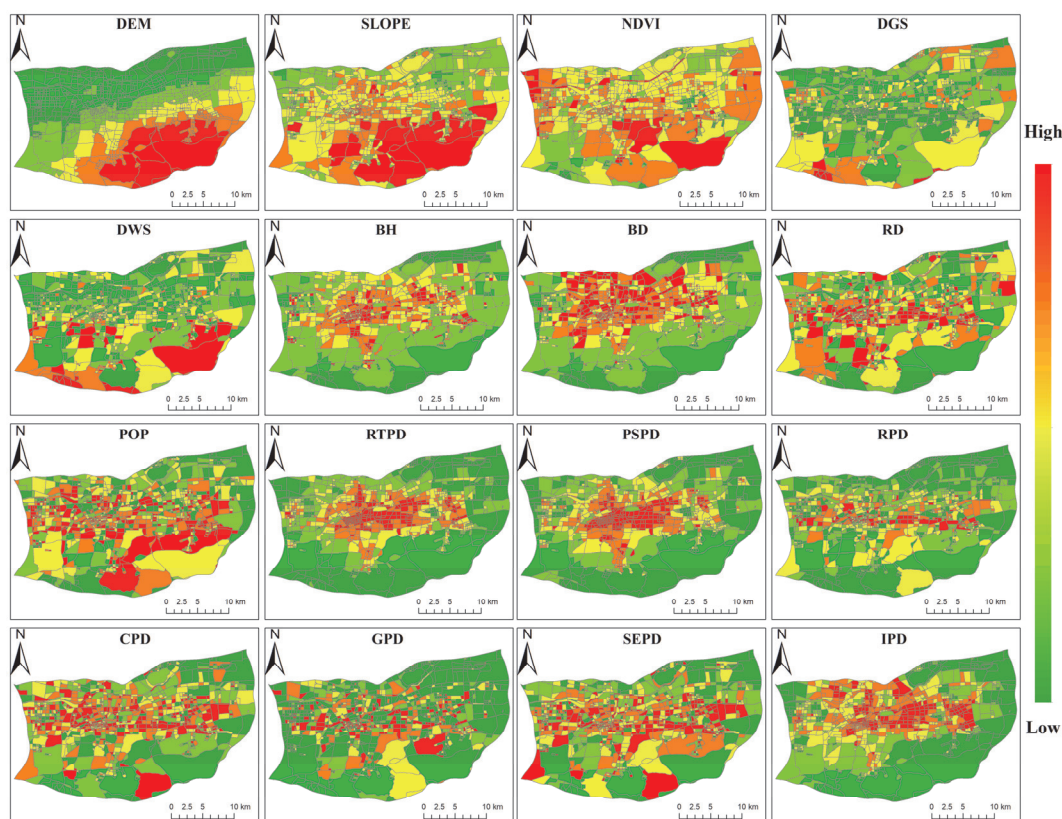 N DEM
0 2.5 5 10 km
N SLOPE
0 2.5 5 10 km
N NDVI
0 2.5 5 10 km
N DGS
0 2.5 5 10 km
High
N DWS
0 2.5 5 10 km
N BH
0 2.5 5 10 km
N BD
0 2.5 5 10 km
N RD
0 2.5 5 10 km
N POP
0 2.5 5 10 km
N RTPD
0 2.5 5 10 km
N PSPD
0 2.5 5 10 km
N RPD
0 2.5 5 10 km
N CPD
0 2.5 5 10 km
N GPD
0 2.5 5 10 km
N SEPD
0 2.5 5 10 km
N IPD
0 2.5 5 10 km
Low